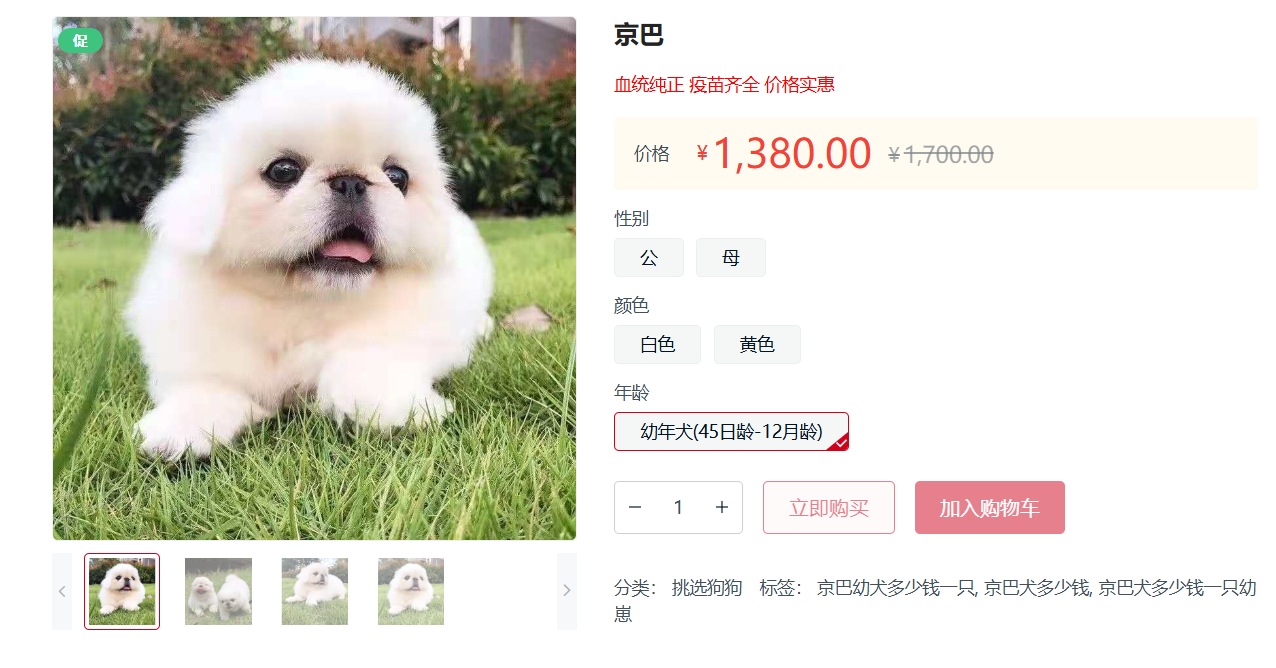 促
京巴
血统纯正 疫苗齐全 价格实惠
价格 ¥1,380.00 ¥1,700.00
性别
公 母
颜色
白色 黄色
年龄
幼年犬(45日龄-12月龄)
− 1 + 立即购买 加入购物车
分类： 挑选狗狗 标签： 京巴幼犬多少钱一只, 京巴犬多少钱, 京巴犬多少钱一只幼
崽